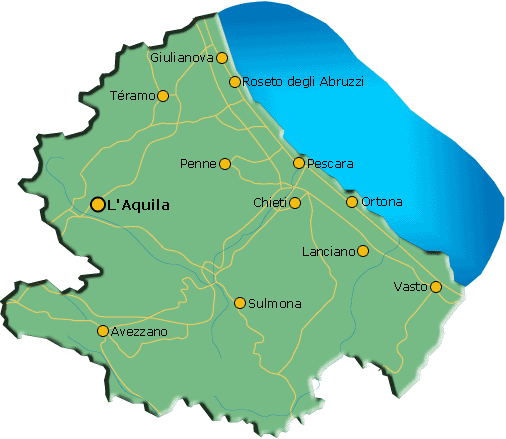 Giulianova
Roseto degli Abruzzi
Téramo
Penne
Pescara
L'Aquila
Chieti
Ortona
Lanciano
Vasto
Sulmona
Avezzano